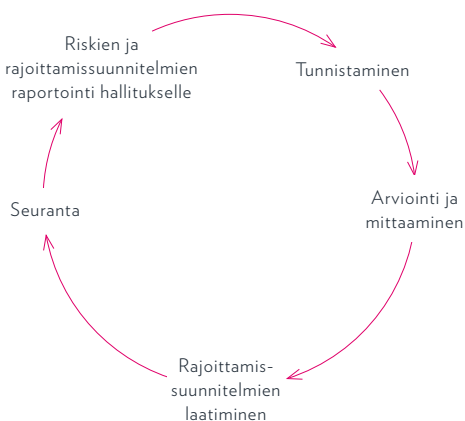 Riskien ja
rajoittamissuunnitelmien
raportointi hallitukselle
Tunnistaminen
Arviointi ja
mittaaminen
Rajoittamis-
suunnitelmien
laatiminen
Seuranta